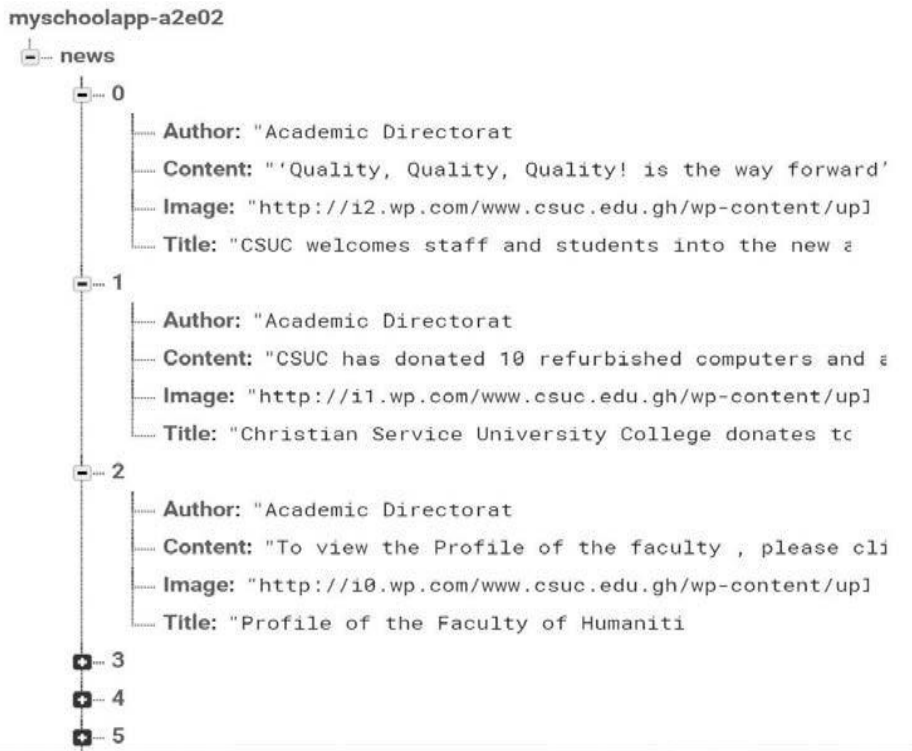 myschoolapp-a2e02
news
0
Author: "Academic Directorat
Content: "‘Quality, Quality, Quality! is the way forward’
Image: "http://i2.wp.com/www.csuc.edu.gh/wp-content/upl
Title: "CSUC welcomes staff and students into the new a
1
Author: "Academic Directorat
Content: "CSUC has donated 10 refurbished computers and a
Image: "http://i1.wp.com/www.csuc.edu.gh/wp-content/upl
Title: "Christian Service University College donates to
2
Author: "Academic Directorat
Content: "To view the Profile of the faculty , please cli
Image: "http://i0.wp.com/www.csuc.edu.gh/wp-content/upl
Title: "Profile of the Faculty of Humaniti
3
4
5